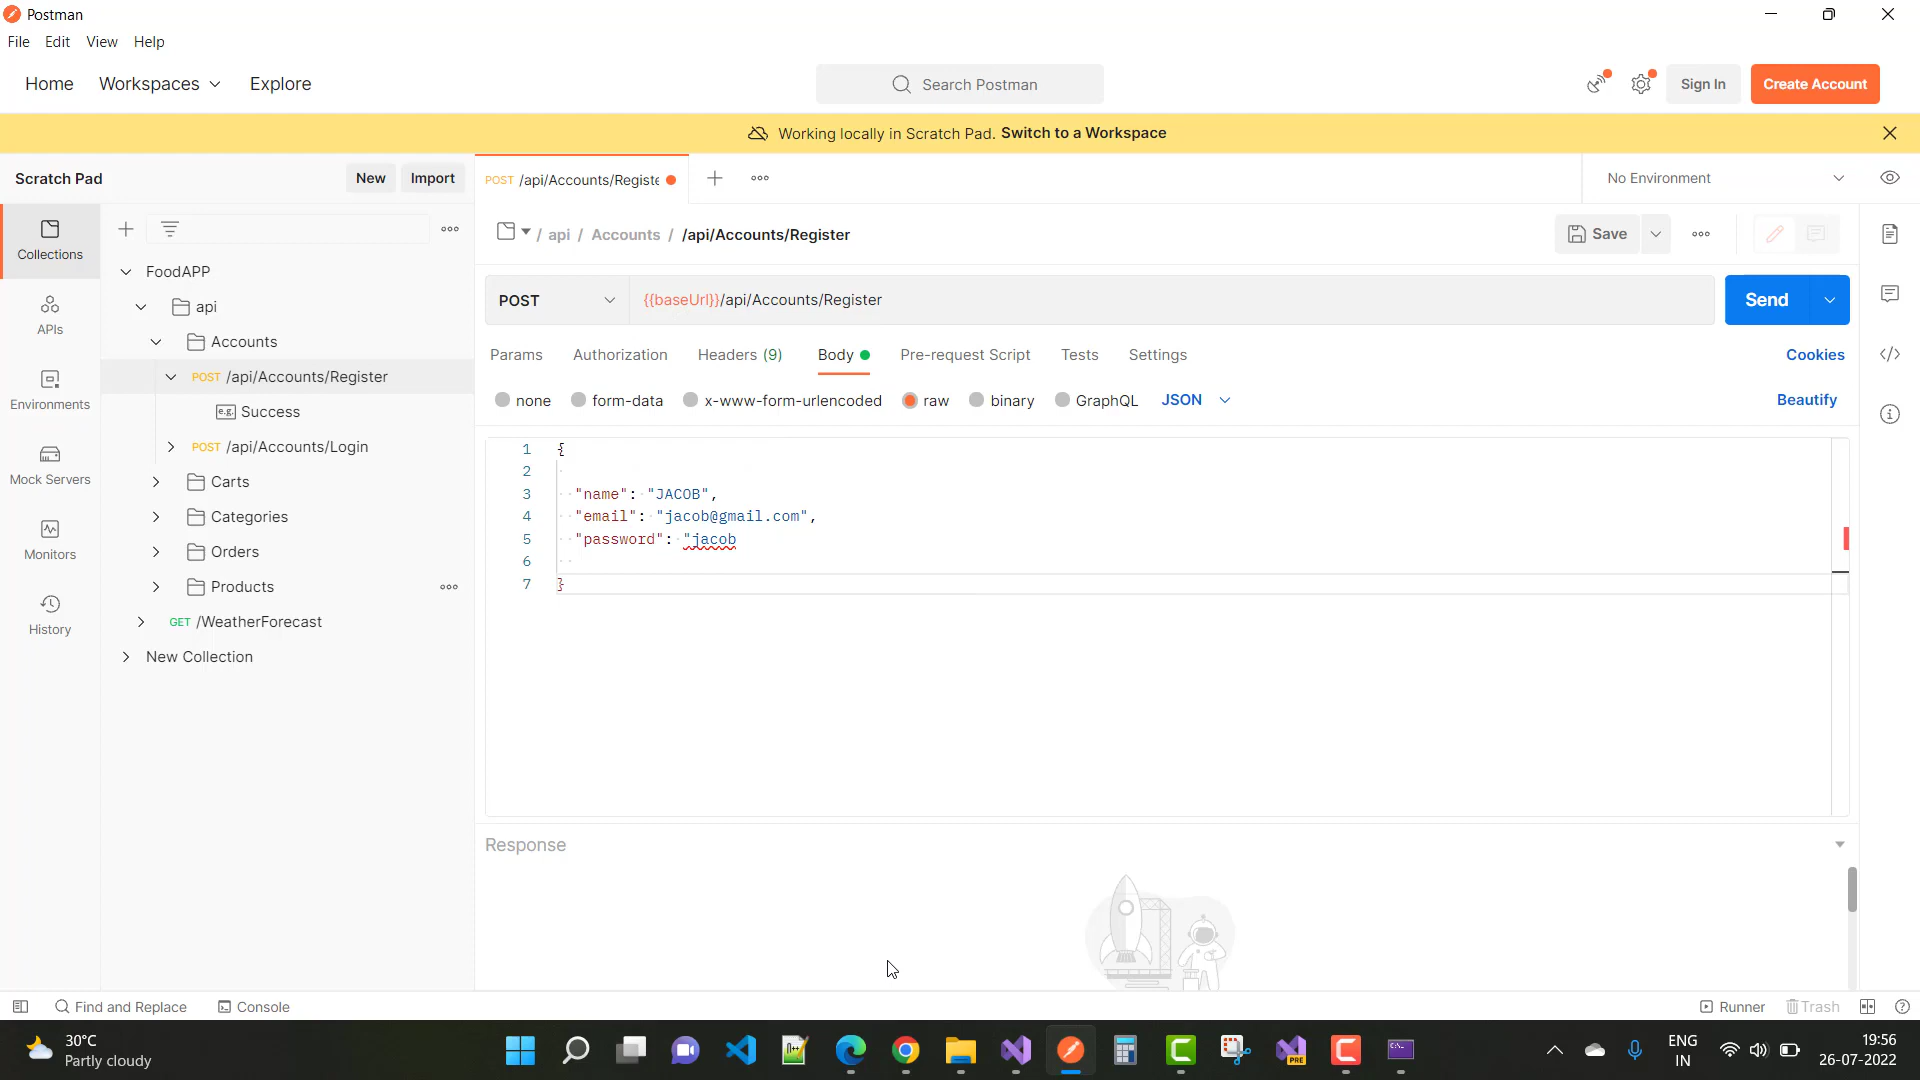 Postman
File Edit View Help
Home Workspaces Explore
Search Postman
Sign In
Create Account
Working locally in Scratch Pad. Switch to a Workspace
Scratch Pad
New
Import
POST /api/Accounts/Registe
No Environment
Collections
APIs
Environments
Mock Servers
Monitors
History
FoodAPP
api
Accounts
POST /api/Accounts/Register
e.g. Success
POST /api/Accounts/Login
Carts
Categories
Orders
Products
GET /WeatherForecast
New Collection
/ api / Accounts / /api/Accounts/Register
Save
POST
{{baseUrl}}/api/Accounts/Register
Send
Params Authorization Headers (9) Body Pre-request Script Tests Settings
Cookies
none form-data x-www-form-urlencoded raw binary GraphQL JSON
Beautify
1 {
2
3 "name": "JACOB",
4 "email": "jacob@gmail.com",
5 "password": "jacob
6
7 }
Response
Find and Replace
Console
Runner
Trash
30°C
Partly cloudy
PRE
ENG
IN
19:56
26-07-2022